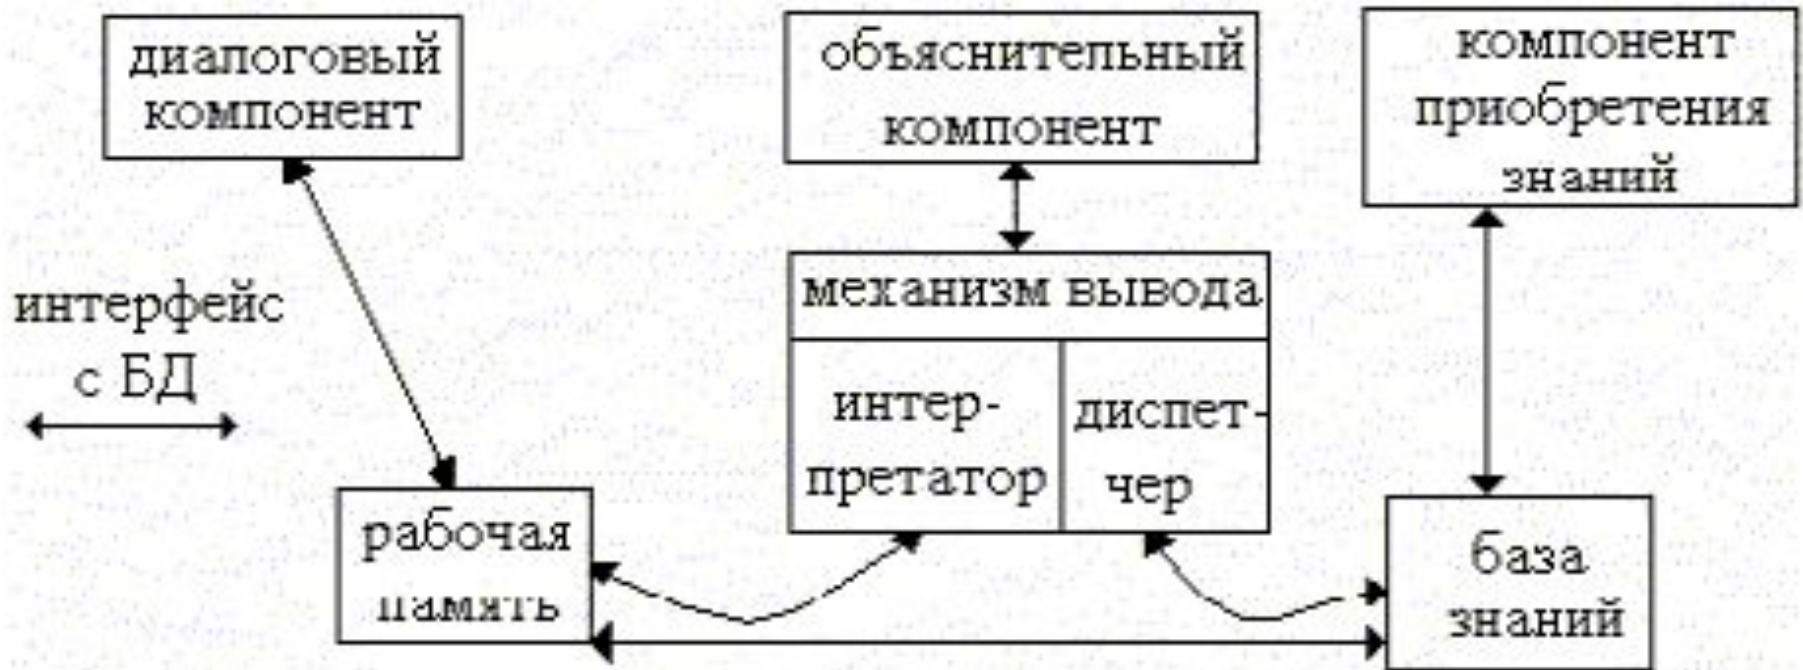 диалоговый
компонент
объяснительный
компонент
компонент
приобретения
знаний
интерфейс
с БД
механизм вывода
интер-
претатор
диспет-
чер
рабочая
память
база
знаний